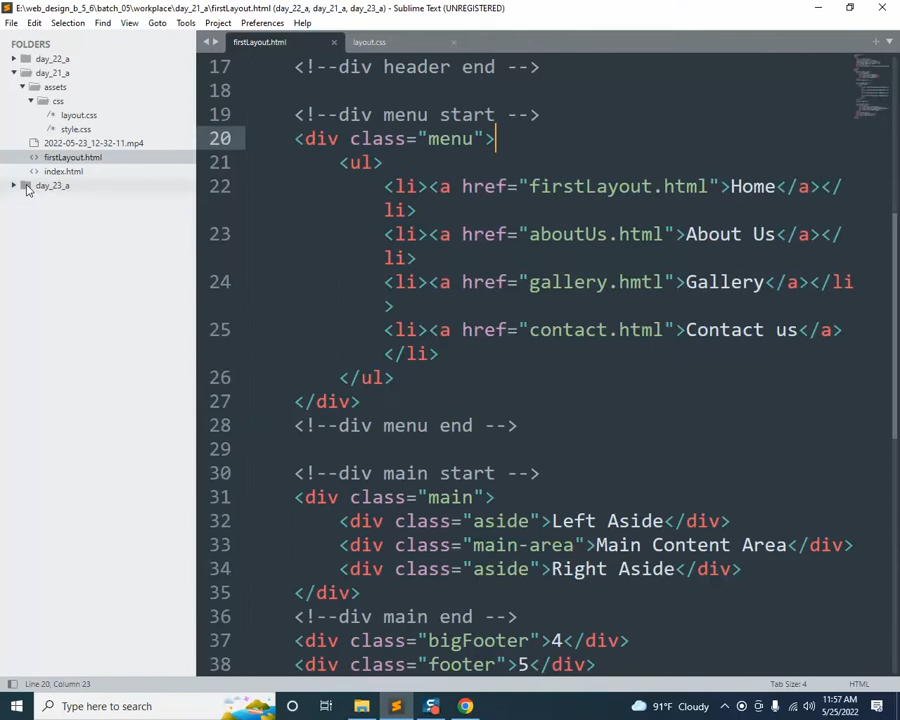 E:\web_design_b_5_6\batch_05\workplace\day_21_a\firstLayout.html (day_22_a, day_21_a, day_23_a) - Sublime Text (UNREGISTERED)
File Edit Selection Find View Goto Tools Project Preferences Help
FOLDERS
day_22_a
day_21_a
assets
css
layout.css
style.css
2022-05-23_12-32-11.mp4
firstLayout.html
index.html
day_23_a
firstLayout.html × layout.css ×
17 <!--div header end -->
18
19 <!--div menu start -->
20 <div class="menu">
21 <ul>
22 <li><a href="firstLayout.html">Home</a></
li>
23 <li><a href="aboutUs.html">About Us</a></
li>
24 <li><a href="gallery.hmtl">Gallery</a></li
>
25 <li><a href="contact.html">Contact us</a>
</li>
26 </ul>
27 </div>
28 <!--div menu end -->
29
30 <!--div main start -->
31 <div class="main">
32 <div class="aside">Left Aside</div>
33 <div class="main-area">Main Content Area</div>
34 <div class="aside">Right Aside</div>
35 </div>
36 <!--div main end -->
37 <div class="bigFooter">4</div>
38 <div class="footer">5</div>
Line 20, Column 23 Tab Size: 4 HTML
Type here to search
91°F Cloudy
11:57 AM
5/25/2022